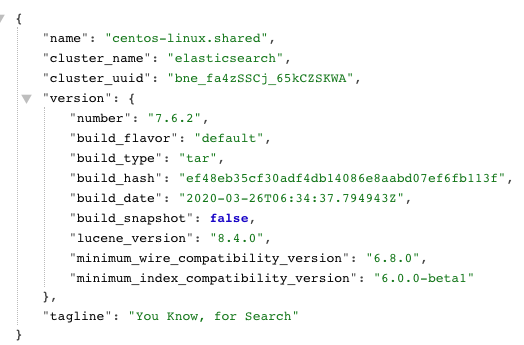 {
"name": "centos-linux.shared",
"cluster_name": "elasticsearch",
"cluster_uuid": "bne_fa4zSSCj_65kCZSKWA",
"version": {
"number": "7.6.2",
"build_flavor": "default",
"build_type": "tar",
"build_hash": "ef48eb35cf30adf4db14086e8aabd07ef6fb113f",
"build_date": "2020-03-26T06:34:37.794943Z",
"build_snapshot": false,
"lucene_version": "8.4.0",
"minimum_wire_compatibility_version": "6.8.0",
"minimum_index_compatibility_version": "6.0.0-beta1"
},
"tagline": "You Know, for Search"
}